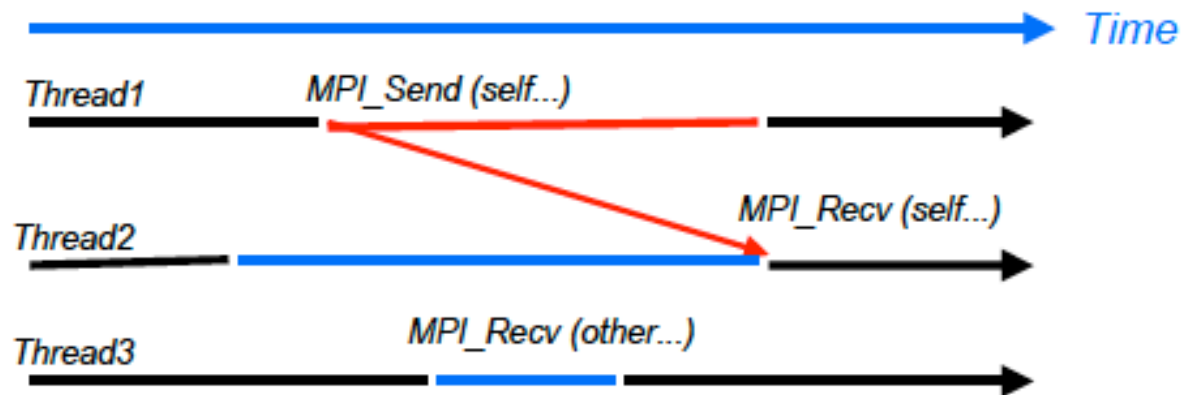 Time
Thread1
MPI_Send (self...)
MPI_Recv (self...)
Thread2
MPI_Recv (other...)
Thread3